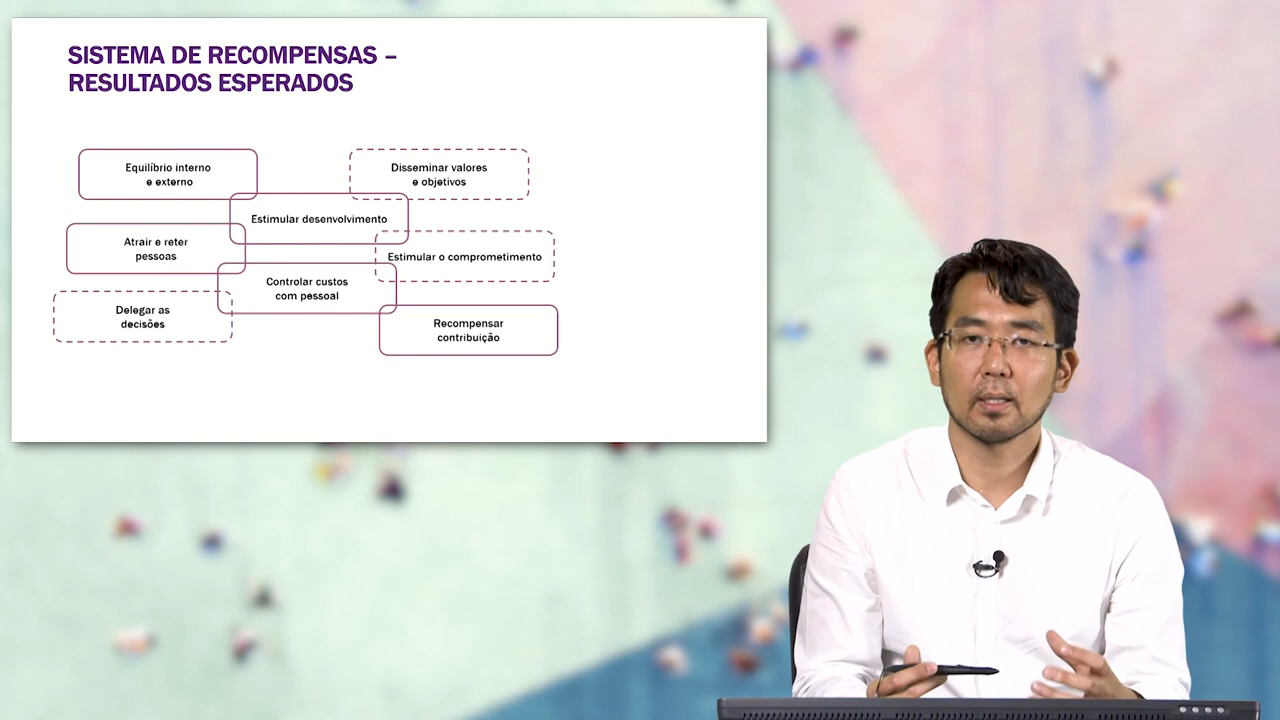 SISTEMA DE RECOMPENSAS –
RESULTADOS ESPERADOS
Equilíbrio interno
e externo
Disseminar valores
e objetivos
Estimular desenvolvimento
Atrair e reter
pessoas
Estimular o comprometimento
Controlar custos
com pessoal
Delegar as
decisões
Recompensar
contribuição